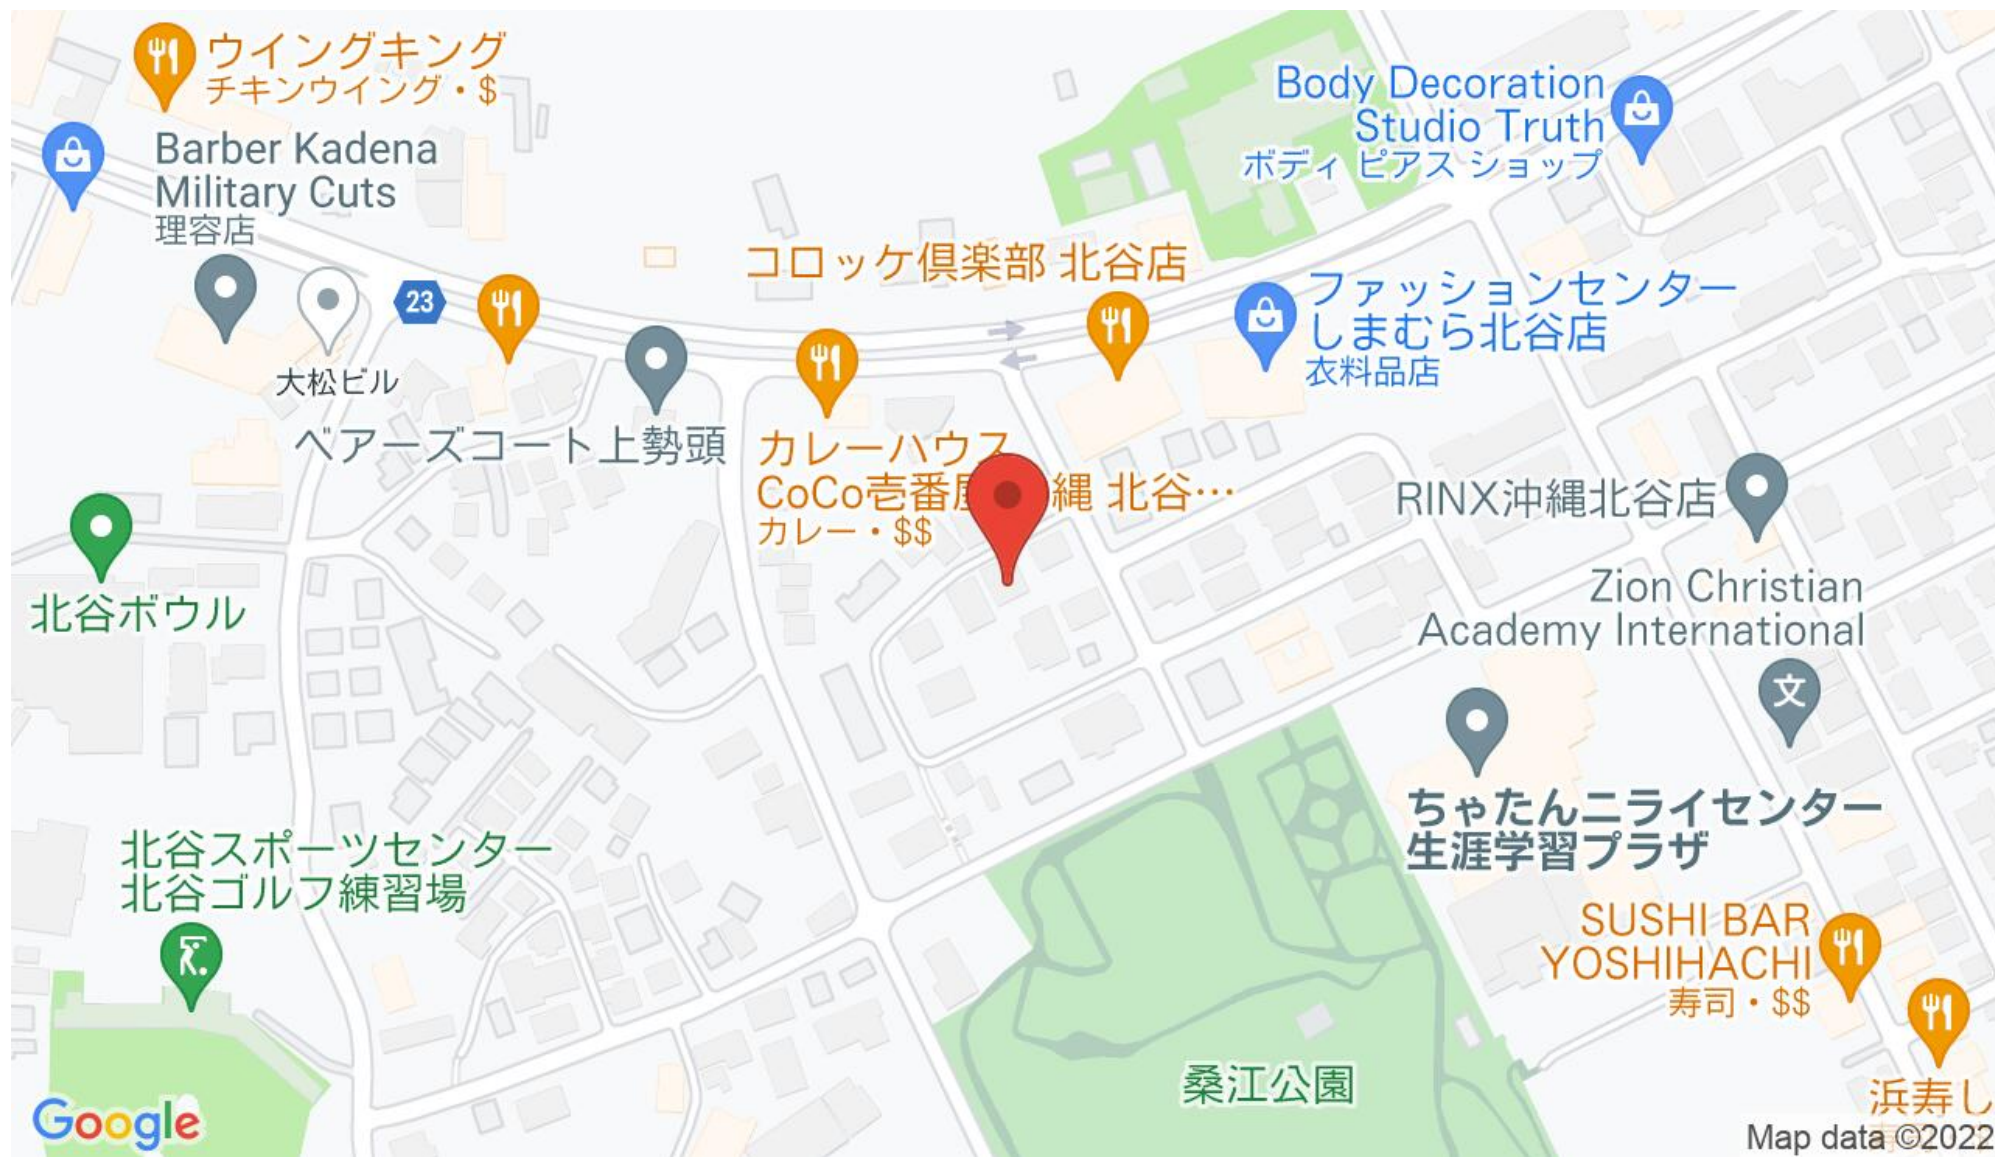 ウイングキング
チキンウイング・$
Barber Kadena
Military Cuts
理容店
23
大松ビル
ベアーズコート上勢頭
コロッケ倶楽部 北谷店
Body Decoration
Studio Truth
ボディ ピアス ショップ
ファッションセンター
しまむら北谷店
衣料品店
カレーハウス
CoCo壱番屋 縄 北谷…
カレー・$$
RINX沖縄北谷店
Zion Christian
Academy International
文
北谷ボウル
北谷スポーツセンター
北谷ゴルフ練習場
ちゃたんニライセンター
生涯学習プラザ
SUSHI BAR
YOSHIHACHI
寿司・$$
桑江公園
浜寿し
Google
Map data ©2022